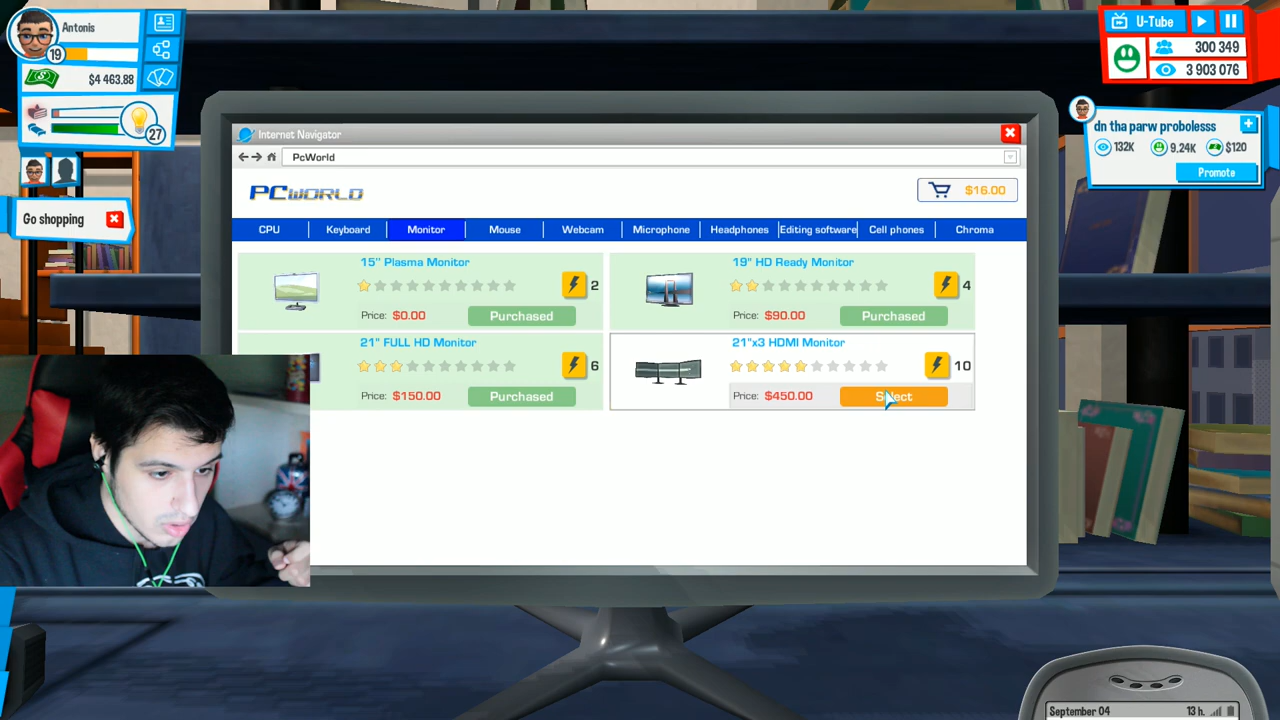 Antonis
19
$4 463.88
27
Go shopping
U-Tube
300 349
3 903 076
dn tha parw probolesss
132K 9.24K $120
Promote
Internet Navigator
PcWorld
PCWORLD
$16.00
CPU Keyboard Monitor Mouse Webcam Microphone Headphones Editing software Cell phones Chroma
15" Plasma Monitor
2
Price: $0.00 Purchased
19" HD Ready Monitor
4
Price: $90.00 Purchased
21" FULL HD Monitor
6
Price: $150.00 Purchased
21"x3 HDMI Monitor
10
Price: $450.00 Select
September 04 13 h.